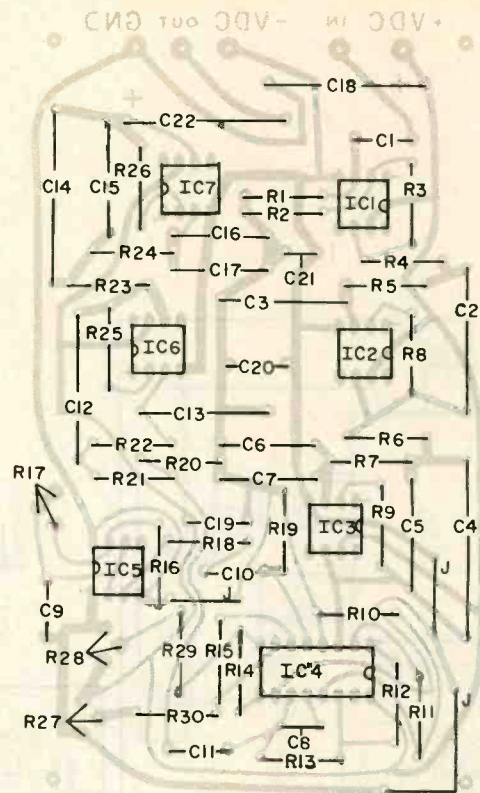 + VDC IN -VDC OUT GND
C18
+
C22
C1
R26
C14
C15
IC7
R1
IC1
R3
R2
C16
R24
R4
C17
C21
R23
R5
C3
C2
R25
IC6
IC2
R8
C20
C12
C13
R22
C6
R6
R20
R7
R17
R21
C7
R9
C19
R19
IC3
C5
C4
R18
R16
IC5
C10
J
C9
R10
R28
R29
R15
R14
IC4
R12
R11
J
R27
R30
C8
C11
R13